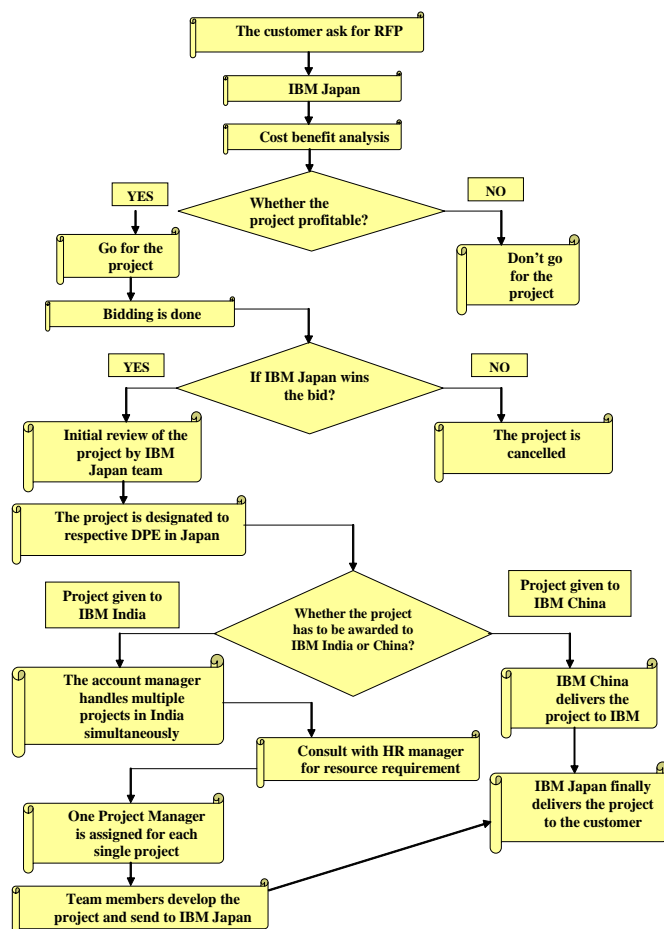 The customer ask for RFP
IBM Japan
Cost benefit analysis
Whether the
project profitable?
YES
NO
Go for the
project
Don't go
for the
project
Bidding is done
YES
NO
If IBM Japan wins
the bid?
Initial review of the
project by IBM
Japan team
The project is
cancelled
The project is designated to
respective DPE in Japan
Project given to
IBM India
Project given to
IBM China
Whether the project
has to be awarded to
IBM India or China?
The account manager
handles multiple
projects in India
simultaneously
IBM China
delivers the
project to IBM
Consult with HR manager
for resource requirement
One Project Manager
is assigned for each
single project
IBM Japan finally
delivers the project
to the customer
Team members develop the
project and send to IBM Japan